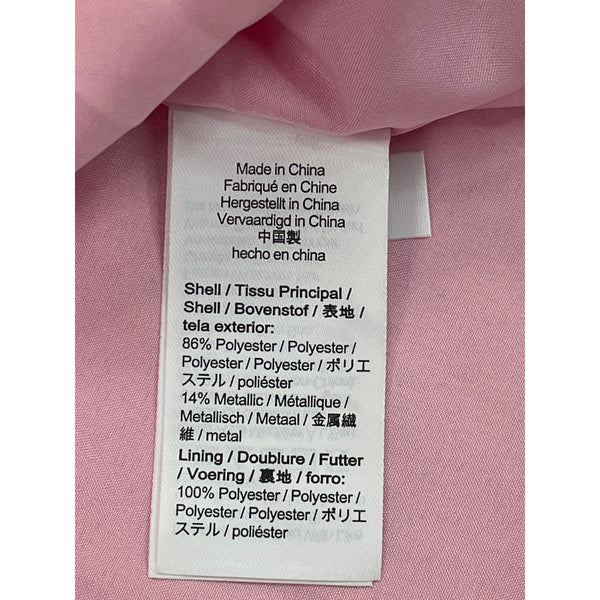 Made in China
Fabriqué en Chine
Hergestellt in China
Vervaardigd in China
中国製
hecho en china
Shell / Tissu Principal /
Shell / Bovenstof / 表地 /
tela exterior:
86% Polyester / Polyester /
Polyester / Polyester / ポリエ
ステル / poliéster
14% Metallic / Métallique /
Metallisch / Metaal / 金属繊
維 / metal
Lining / Doublure / Futter
/ Voering / 裏地 / forro:
100% Polyester / Polyester /
Polyester / Polyester / ポリエ
ステル / poliéster